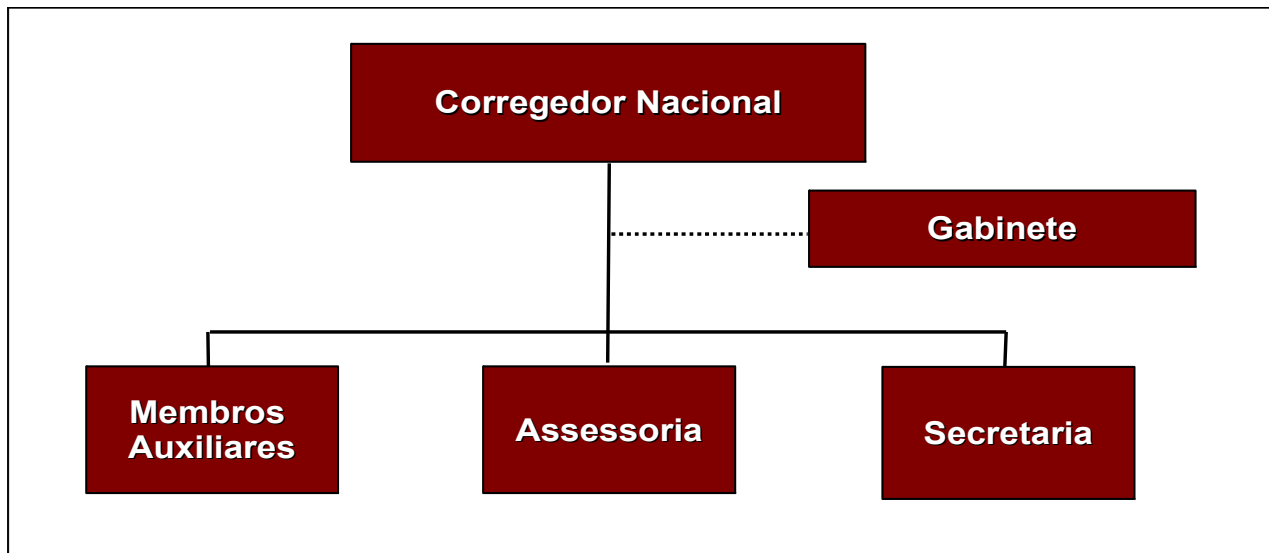 Corregedor Nacional
Gabinete
Membros
Auxiliares
Assessoria
Secretaria